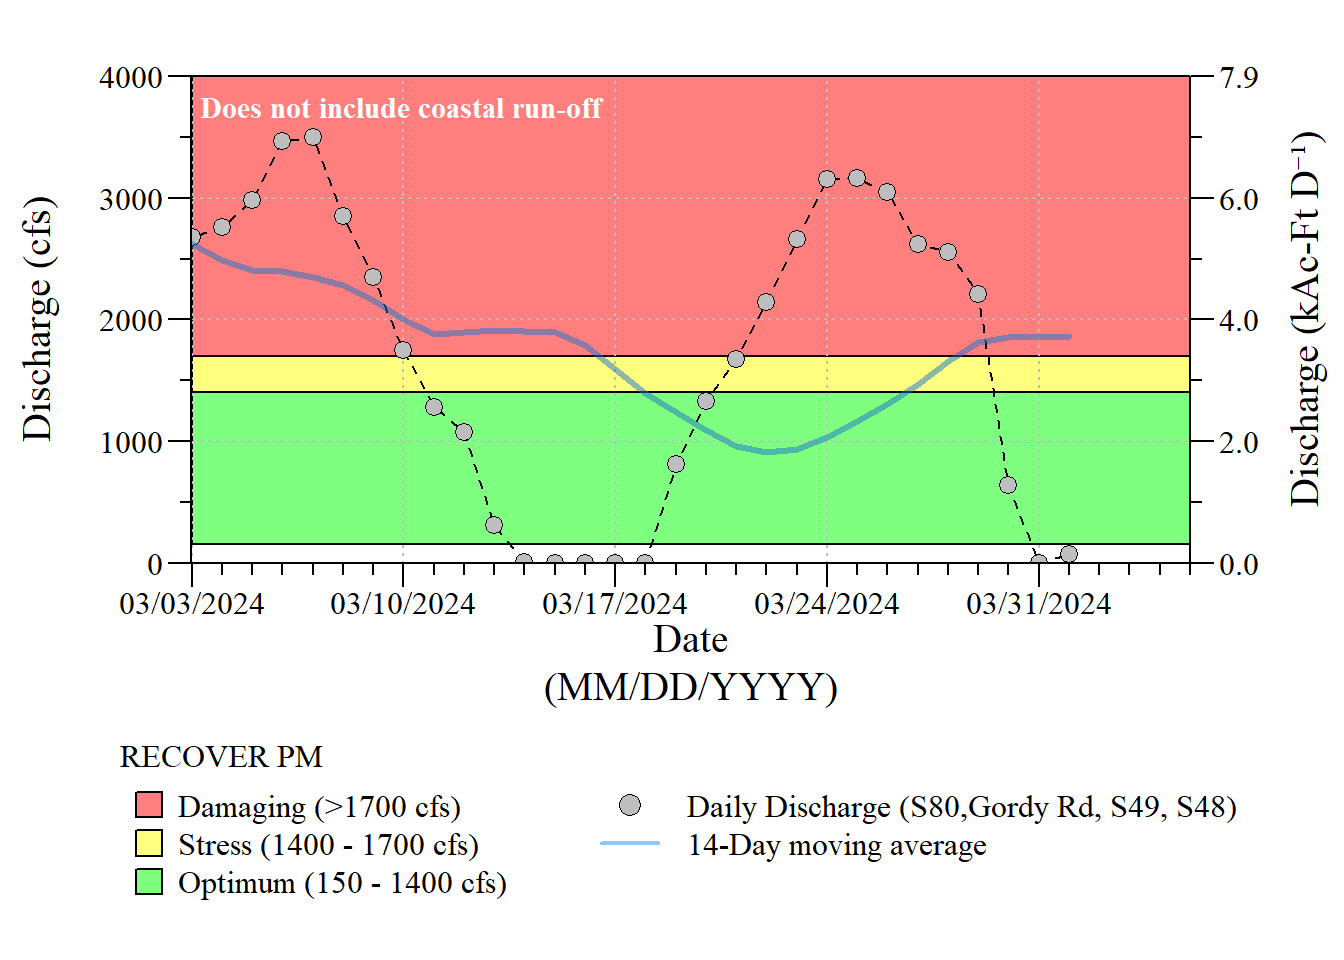 Does not include coastal run-off
4000
3000
2000
1000
0
Discharge (cfs)
7.9
6.0
4.0
2.0
0.0
Discharge (kAc-Ft D⁻¹)
03/03/2024 03/10/2024 03/17/2024 03/24/2024 03/31/2024
Date
(MM/DD/YYYY)
RECOVER PM
Damaging (>1700 cfs)
Stress (1400 - 1700 cfs)
Optimum (150 - 1400 cfs)
Daily Discharge (S80,Gordy Rd, S49, S48)
14-Day moving average